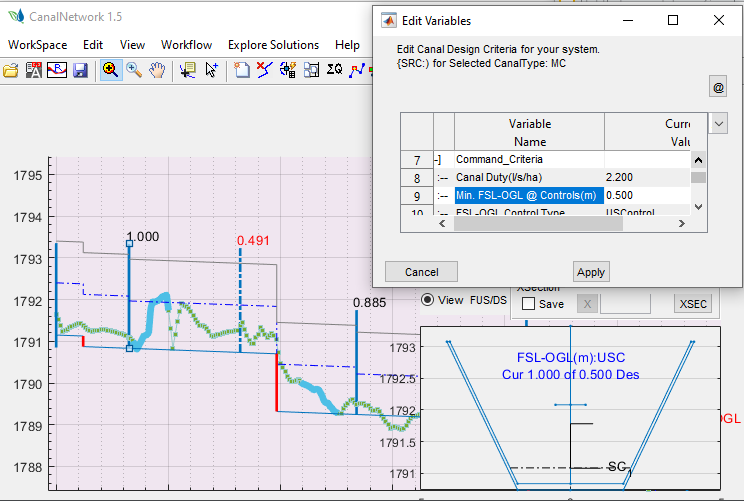 CanalNetwork 1.5
WorkSpace Edit View Workflow Explore Solutions Help
ΣQ
Edit Variables
Edit Canal Design Criteria for your system.
{SRC:} for Selected CanalType: MC
@
Variable
Name
Curre
Valu
7 -] Command_Criteria
8 :-- Canal Duty(l/s/ha) 2.200
9 :-- Min. FSL-OGL @ Controls(m) 0.500
10 :-- FSL-OGL Control Type USControl
Cancel
Apply
1795
1794
1793
1792
1791
1790
1789
1788
1.000
0.491
0.885
View FUS/DS
XSection
Save
X
XSEC
1793
1792.5
1792
1791.5
1791
FSL-OGL(m):USC
Cur 1.000 of 0.500 Des
SG
OGL